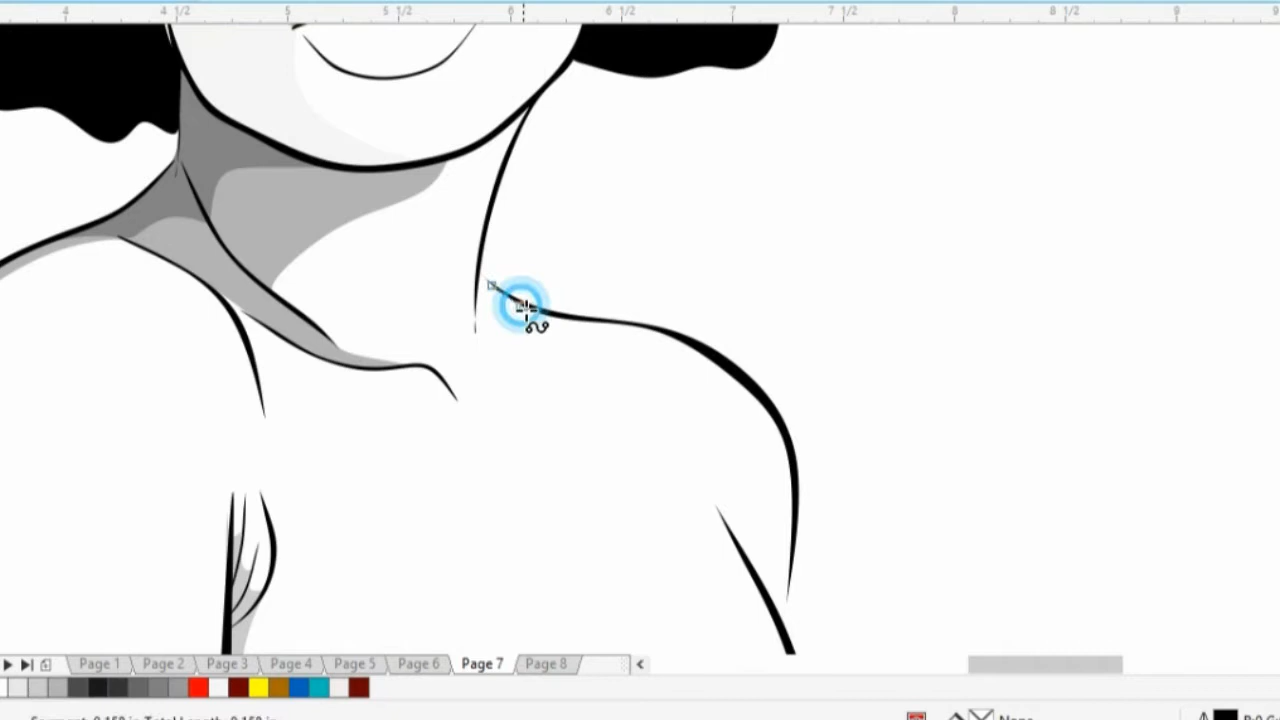 4 4 1/2 5 5 1/2 6 6 1/2 7 7 1/2 8 8 1/2 9
Page 1 Page 2 Page 3 Page 4 Page 5 Page 6 Page 7 Page 8
None